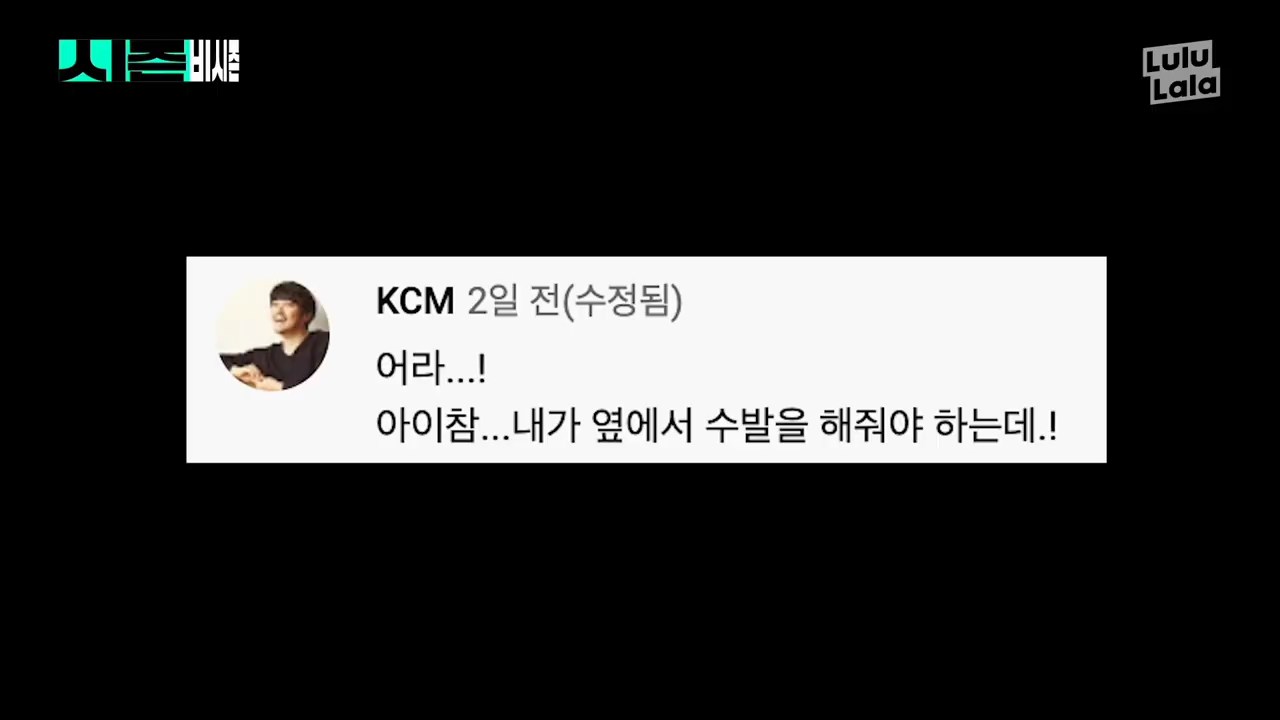 시즌비시즌
Lulu
Lala
KCM 2일 전(수정됨)
어라...!
아이참...내가 옆에서 수발을 해줘야 하는데.!